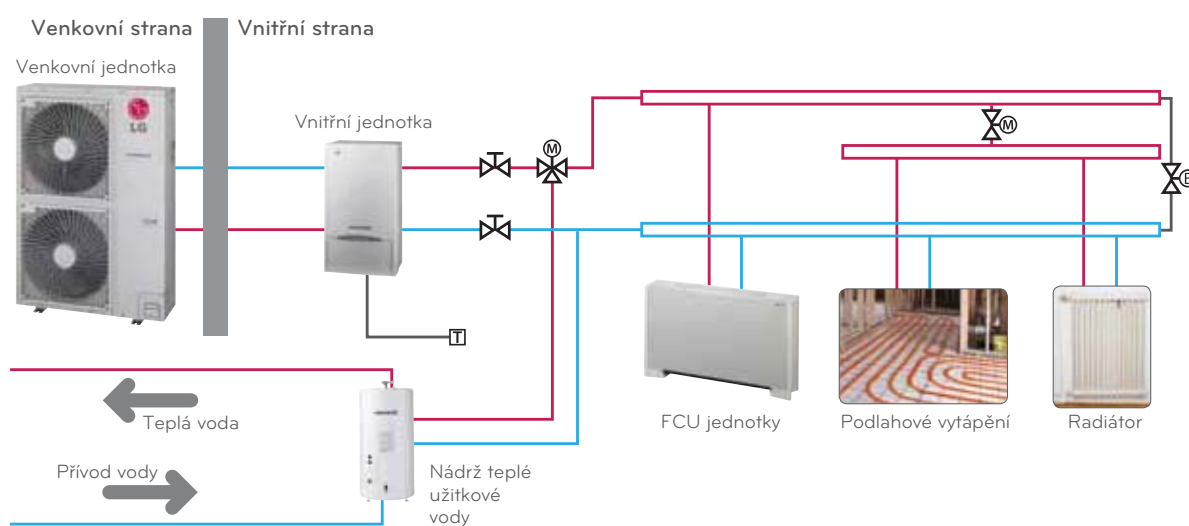 Venkovní strana
Vnitřní strana
Venkovní jednotka
LG
Vnitřní jednotka
M
M
B
T
Teplá voda
Přívod vody
Nádrž teplé
užitkové
vody
FCU jednotky
Podlahové vytápění
Radiátor